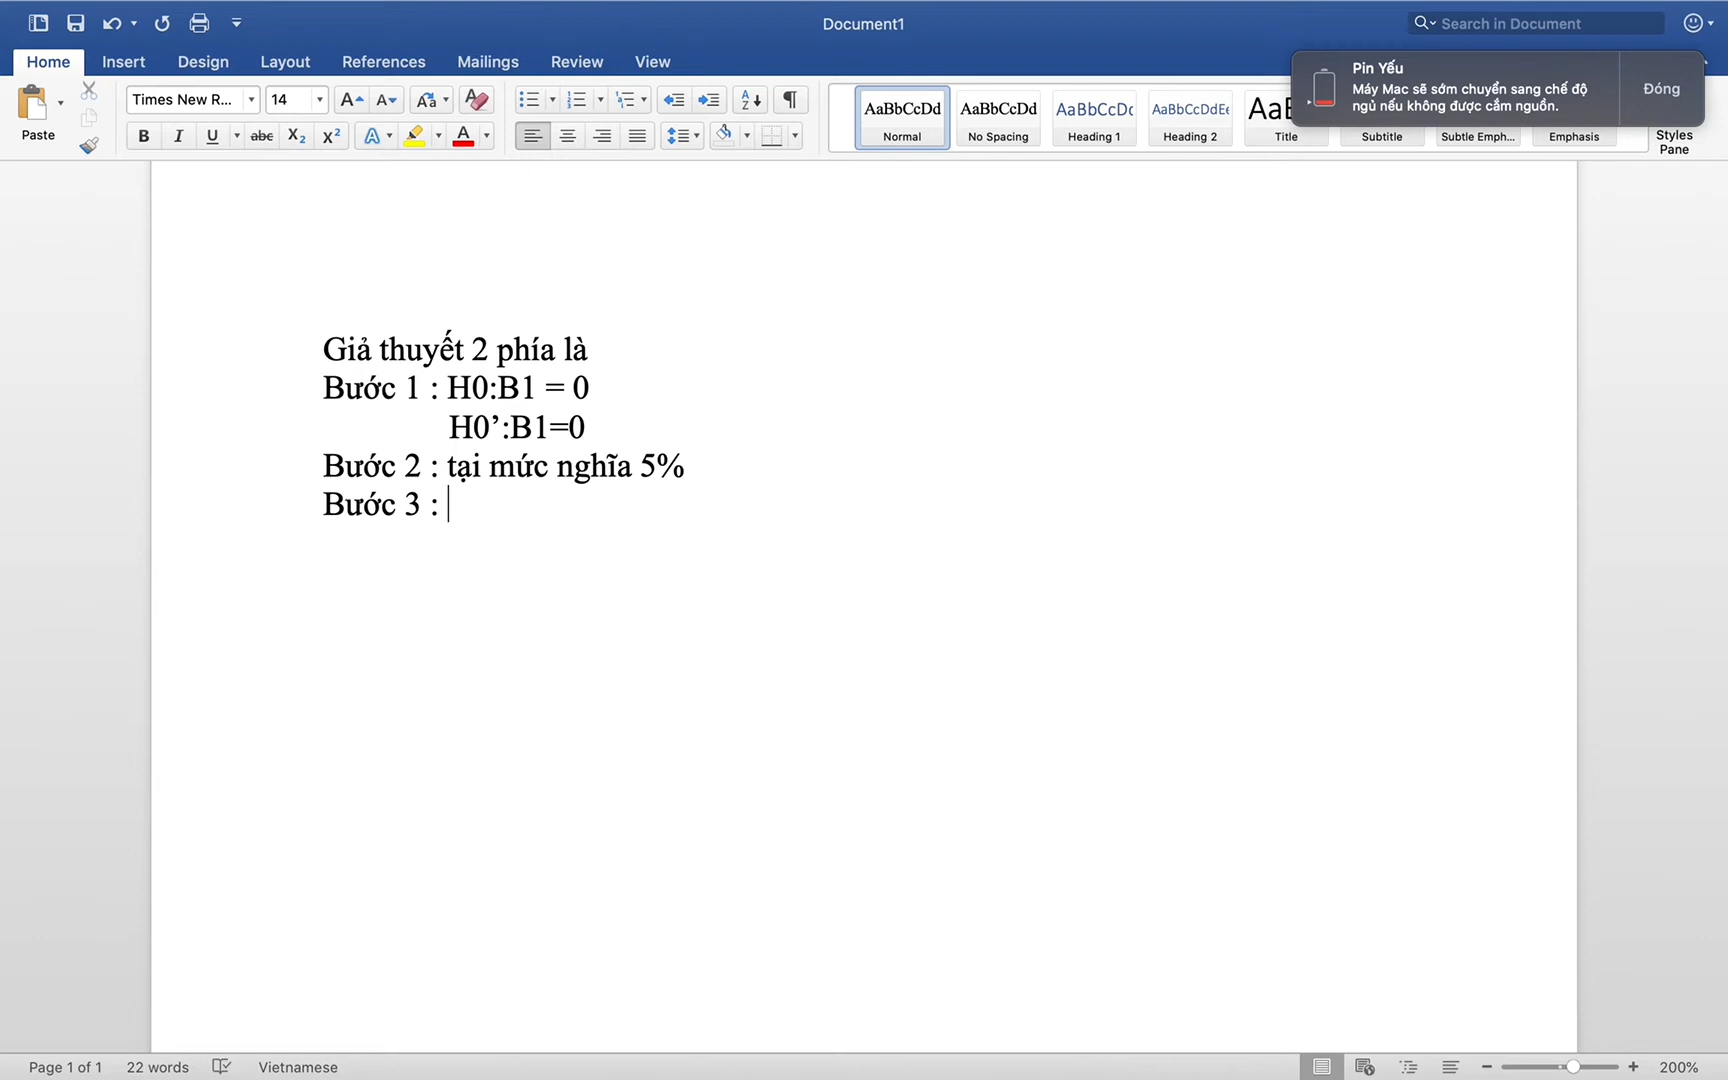 Document1
Search in Document
Home Insert Design Layout References Mailings Review View
Pin Yếu
Máy Mac sẽ sớm chuyển sang chế độ
ngủ nếu không được cắm nguồn.
Đóng
Paste
Times New R... 14
B I U abc X2 X2 A A
AaBbCcDd AaBbCcDd AaBbCcDc AaBbCcDdEe
Normal No Spacing Heading 1 Heading 2 Title Subtitle Subtle Emph... Emphasis
Styles
Pane
Giả thuyết 2 phía là
Bước 1 : H0:B1 = 0
H0’:B1=0
Bước 2 : tại mức nghĩa 5%
Bước 3 :
Page 1 of 1 22 words Vietnamese 200%